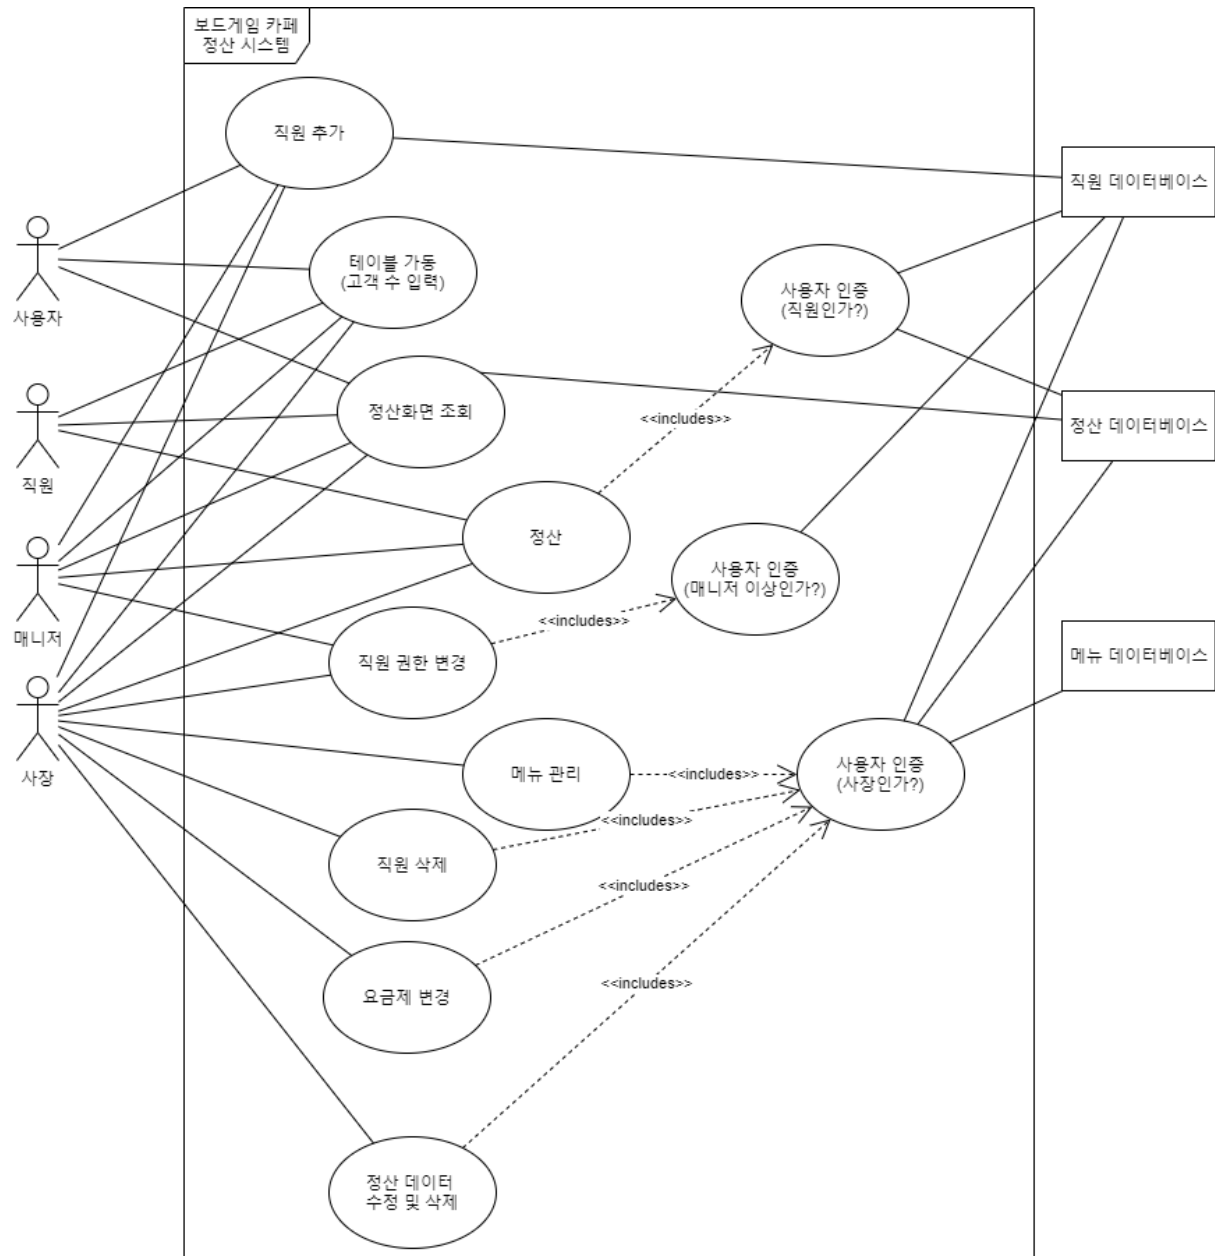 보드게임 카페
정산 시스템
직원 추가
직원 데이터베이스
사용자
테이블 가동
(고객 수 입력)
사용자 인증
(직원인가?)
직원
정산화면 조회
<<includes>>
정산 데이터베이스
매니저
정산
사용자 인증
(매니저 이상인가?)
<<includes>>
직원 권한 변경
메뉴 데이터베이스
사장
메뉴 관리
<<includes>>
사용자 인증
(사장인가?)
직원 삭제
<<includes>>
<<includes>>
요금제 변경
<<includes>>
정산 데이터
수정 및 삭제